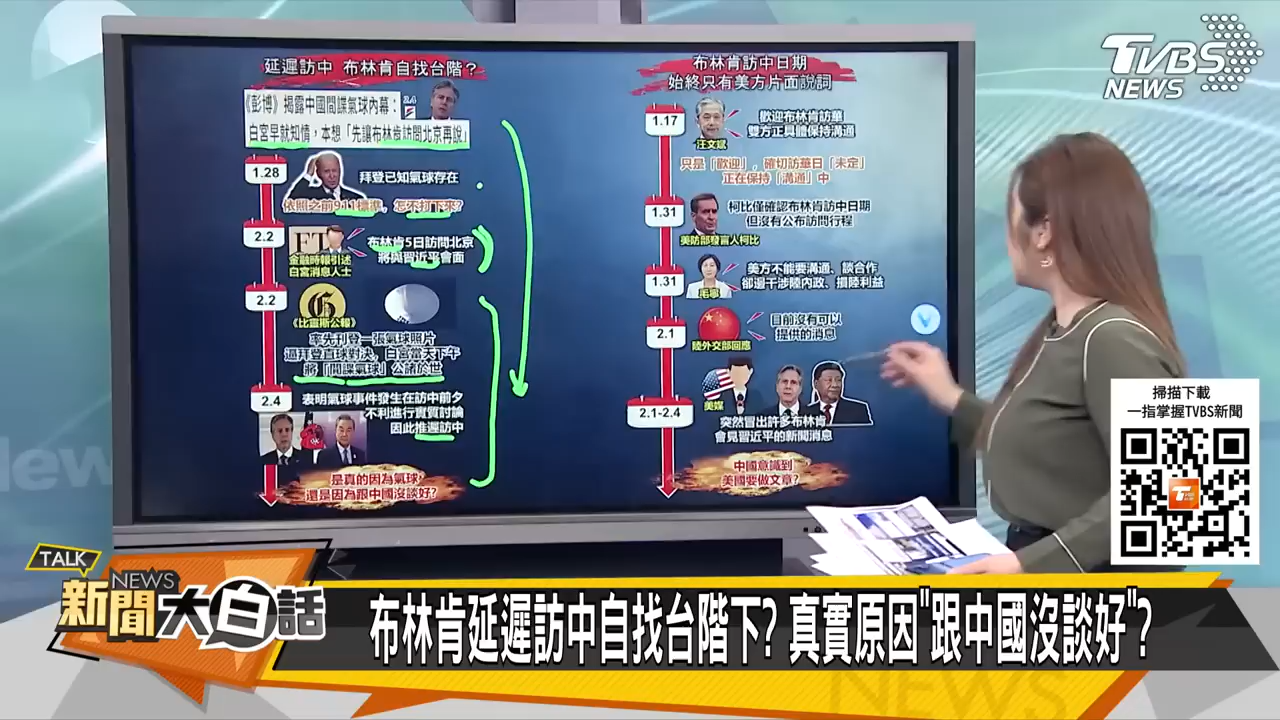 TVBS
NEWS
延遲訪中 布林肯自找台階?
《彭博》揭露中國間諜氣球內幕:
白宮早就知情,本想「先讓布林肯訪問北京再說」
1.28
拜登已知氣球存在
依照之前911標準,怎不打下來?
2.2
FT
金融時報引述
白宮消息人士
布林肯5日訪問北京
將與習近平會面
2.2
《比靈斯公報》
率先刊登一張氣球照片
逼拜登直球對決,白宮當天下午
將「間諜氣球」公諸於世
2.4
表明氣球事件發生在訪中前夕
不利進行實質討論
因此推遲訪中
是真的因為氣球,
還是因為跟中國沒談好?
布林肯訪中日期
始終只有美方片面說詞
1.17
汪文斌
歡迎布林肯訪華
雙方正具體保持溝通
只是「歡迎」,確切訪華日「未定」
正在保持「溝通」中
1.31
美防部發言人柯比
柯比僅確認布林肯訪中日期
但沒有公布訪問行程
1.31
毛寧
美方不能要溝通、談合作
卻還干涉陸內政、損陸利益
2.1
陸外交部回應
目前沒有可以
提供的消息
2.1-2.4
美媒
突然冒出許多布林肯
會見習近平的新聞消息
中國意識到
美國要做文章?
掃描下載
一指掌握TVBS新聞
TALK
NEWS
新聞大白話
布林肯延遲訪中自找台階下? 真實原因"跟中國沒談好"?
NEWS